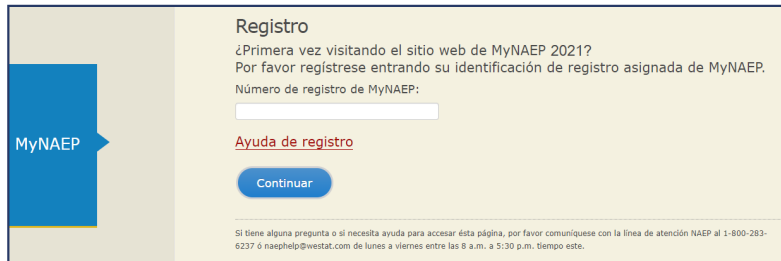 Registro
¿Primera vez visitando el sitio web de MyNAEP 2021?
Por favor regístrese entrando su identificación de registro asignada de MyNAEP.
Número de registro de MyNAEP:
MyNAEP
Ayuda de registro
Continuar
Si tiene alguna pregunta o si necesita ayuda para accesar ésta página, por favor comuníquese con la línea de atención NAEP al 1-800-283-
6237 ó naephelp@westat.com de lunes a viernes entre las 8 a.m. a 5:30 p.m. tiempo este.